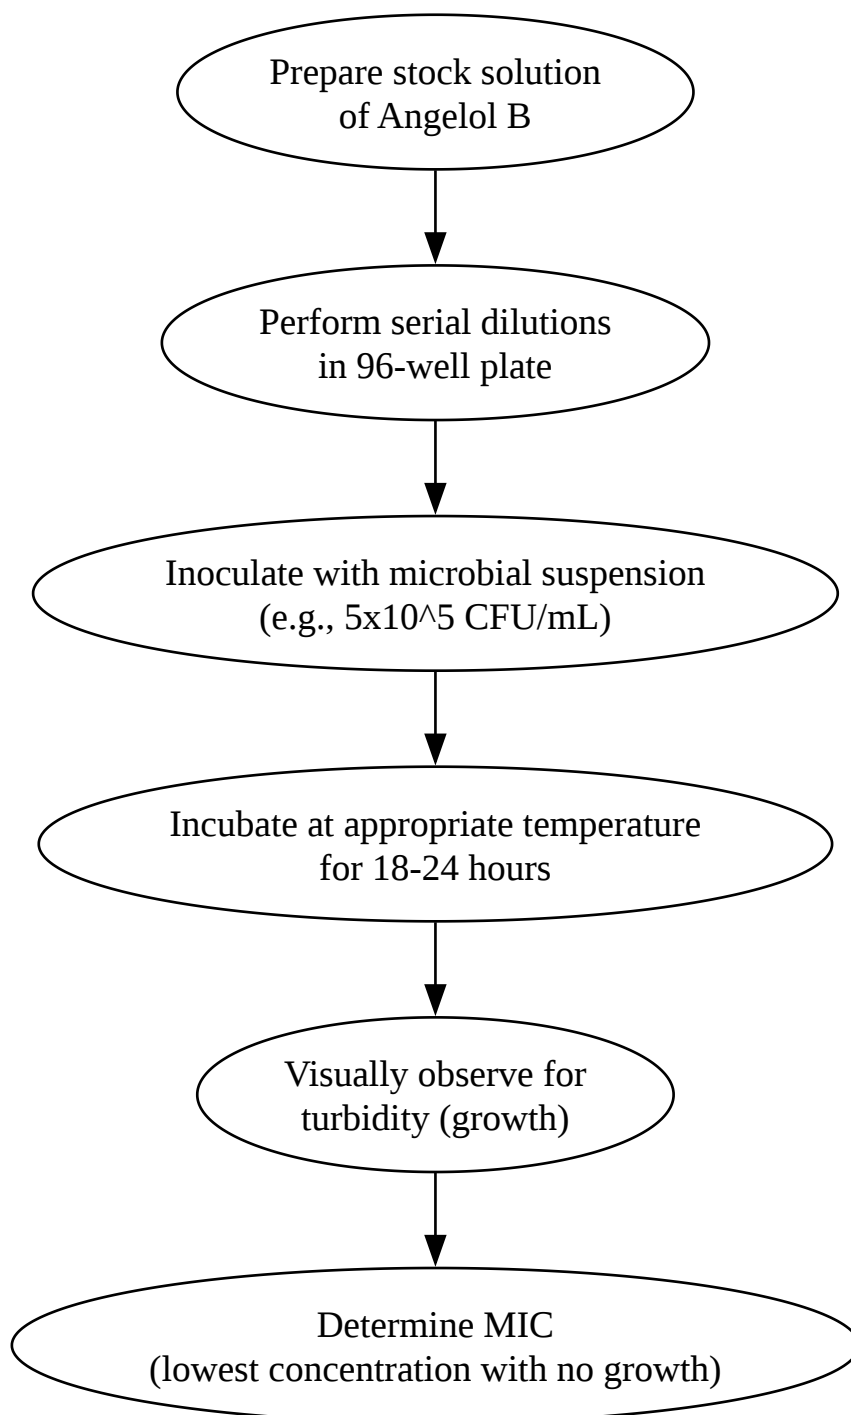 Prepare stock solution
of Angelol B
Perform serial dilutions
in 96-well plate
Inoculate with microbial suspension
(e.g., 5x10^5 CFU/mL)
Incubate at appropriate temperature
for 18-24 hours
Visually observe for
turbidity (growth)
Determine MIC
(lowest concentration with no growth)